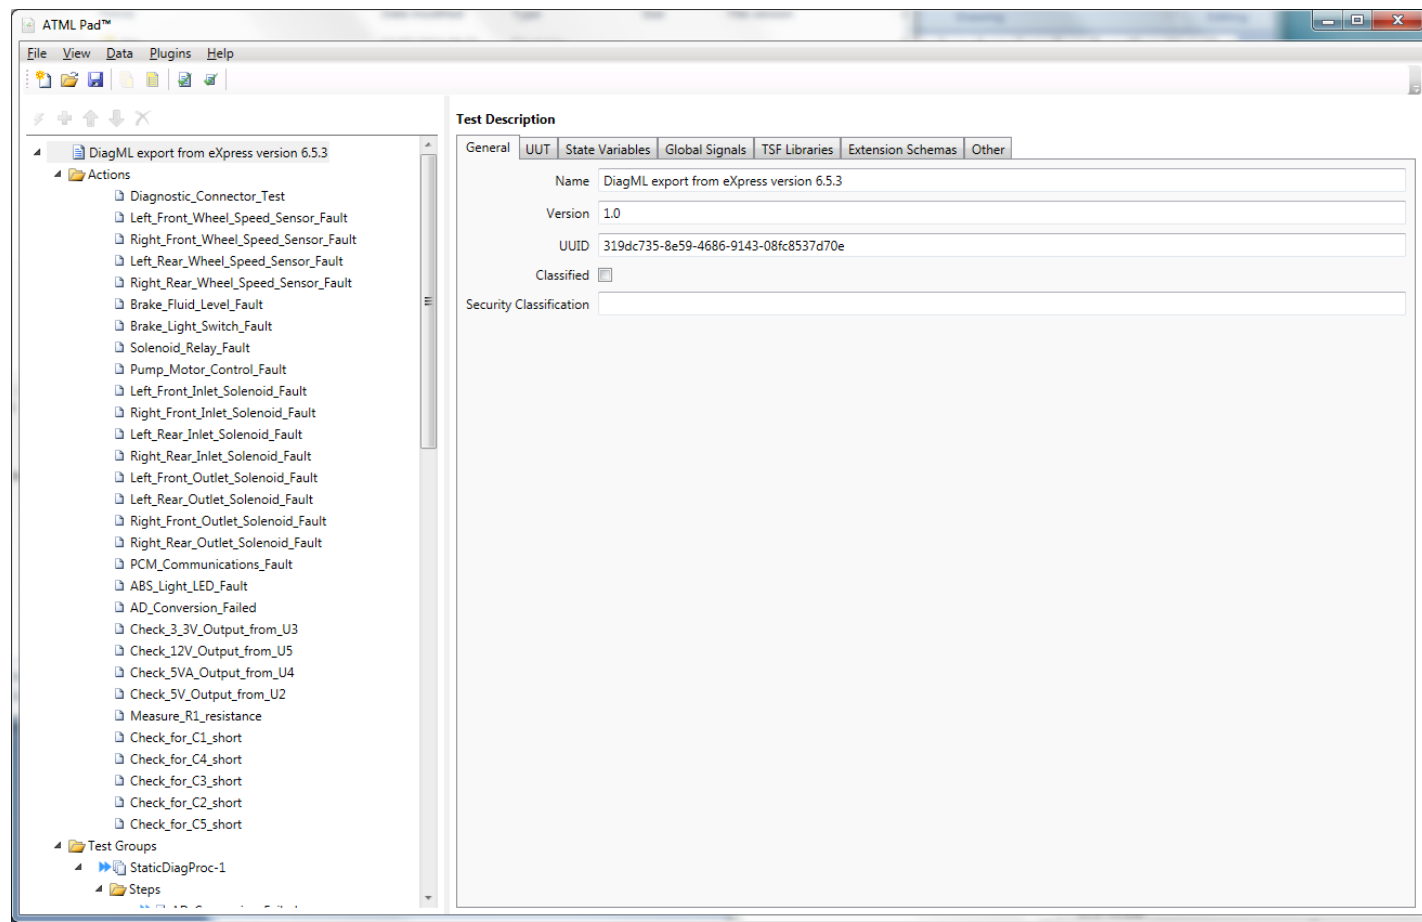 ATML Pad™
File View Data Plugins Help
Test Description
General UUT State Variables Global Signals TSF Libraries Extension Schemas Other
Name DiagML export from eXpress version 6.5.3
Version 1.0
UUID 319dc735-8e59-4686-9143-08fc8537d70e
Classified
Security Classification
DiagML export from eXpress version 6.5.3
Actions
Diagnostic_Connector_Test
Left_Front_Wheel_Speed_Sensor_Fault
Right_Front_Wheel_Speed_Sensor_Fault
Left_Rear_Wheel_Speed_Sensor_Fault
Right_Rear_Wheel_Speed_Sensor_Fault
Brake_Fluid_Level_Fault
Brake_Light_Switch_Fault
Solenoid_Relay_Fault
Pump_Motor_Control_Fault
Left_Front_Inlet_Solenoid_Fault
Right_Front_Inlet_Solenoid_Fault
Left_Rear_Inlet_Solenoid_Fault
Right_Rear_Inlet_Solenoid_Fault
Left_Front_Outlet_Solenoid_Fault
Left_Rear_Outlet_Solenoid_Fault
Right_Front_Outlet_Solenoid_Fault
Right_Rear_Outlet_Solenoid_Fault
PCM_Communications_Fault
ABS_Light_LED_Fault
AD_Conversion_Failed
Check_3_3V_Output_from_U3
Check_12V_Output_from_U5
Check_5VA_Output_from_U4
Check_5V_Output_from_U2
Measure_R1_resistance
Check_for_C1_short
Check_for_C4_short
Check_for_C3_short
Check_for_C2_short
Check_for_C5_short
Test Groups
StaticDiagProc-1
Steps